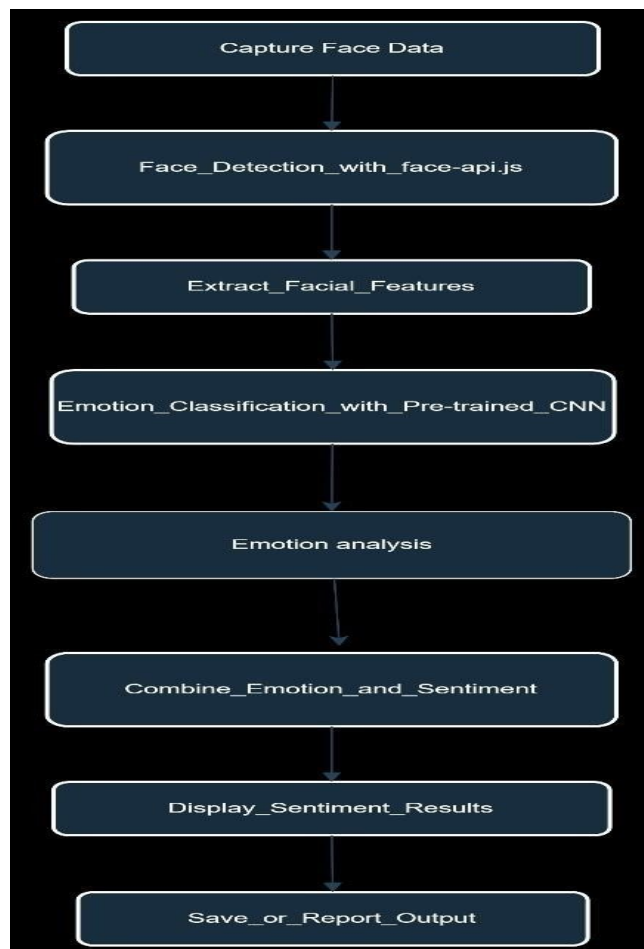 Capture Face Data
Face_Detection_with_face-api.js
Extract_Facial_Features
Emotion_Classification_with_Pre-trained_CNN
Emotion analysis
Combine_Emotion_and_Sentiment
Display_Sentiment_Results
Save_or_Report_Output